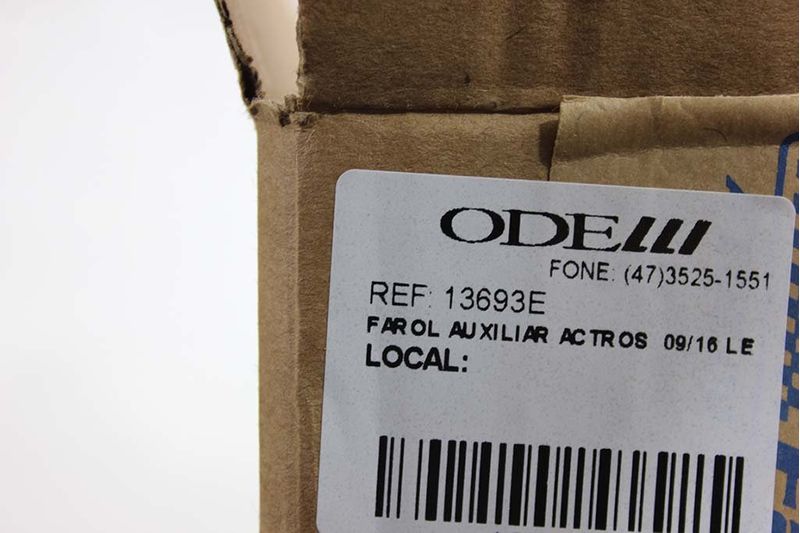 ODE
FONE: (47)3525-1551
REF: 13693E
FAROL AUXILIAR ACTROS 09/16 LE
LOCAL: